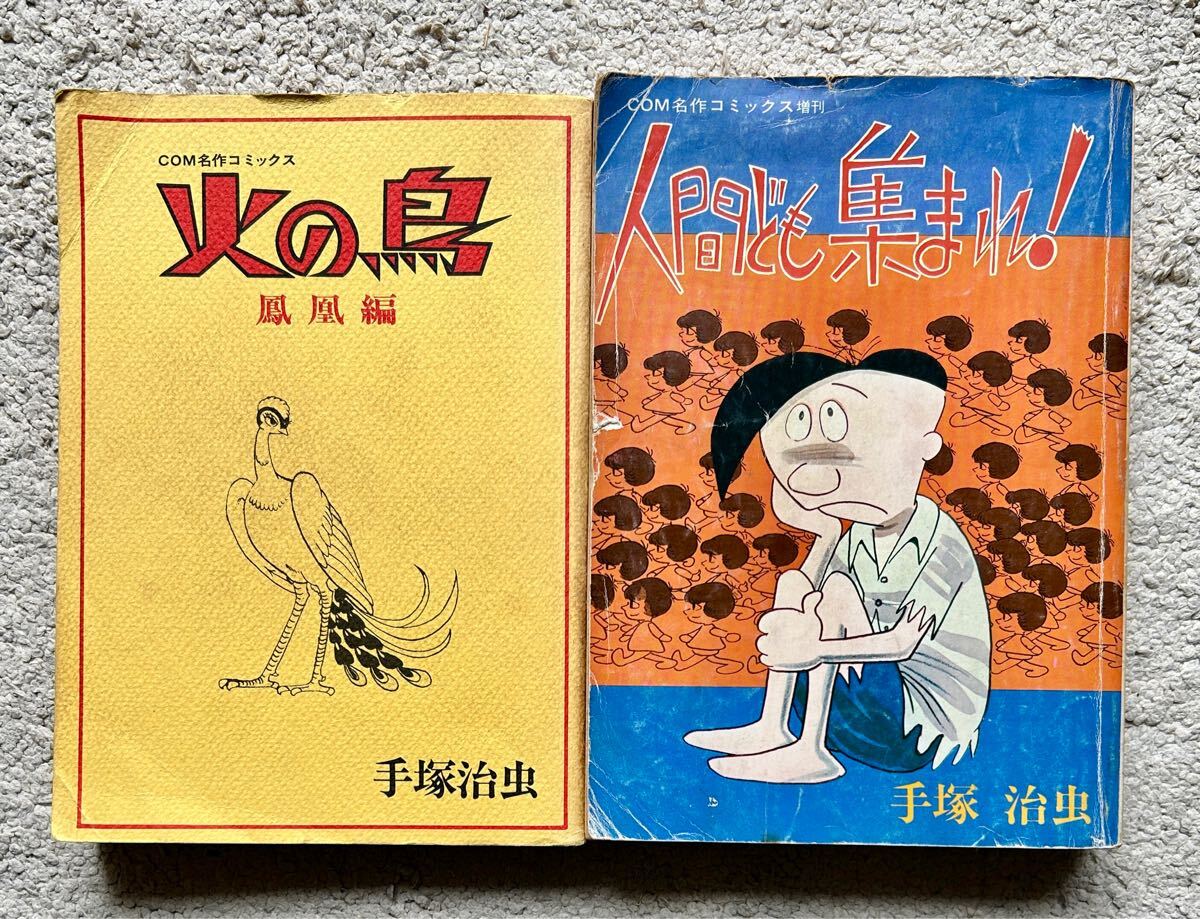 COM名作コミックス
火の鳥
鳳凰編
手塚治虫
COM名作コミックス増刊
人間ども集まれ!
手塚 治虫